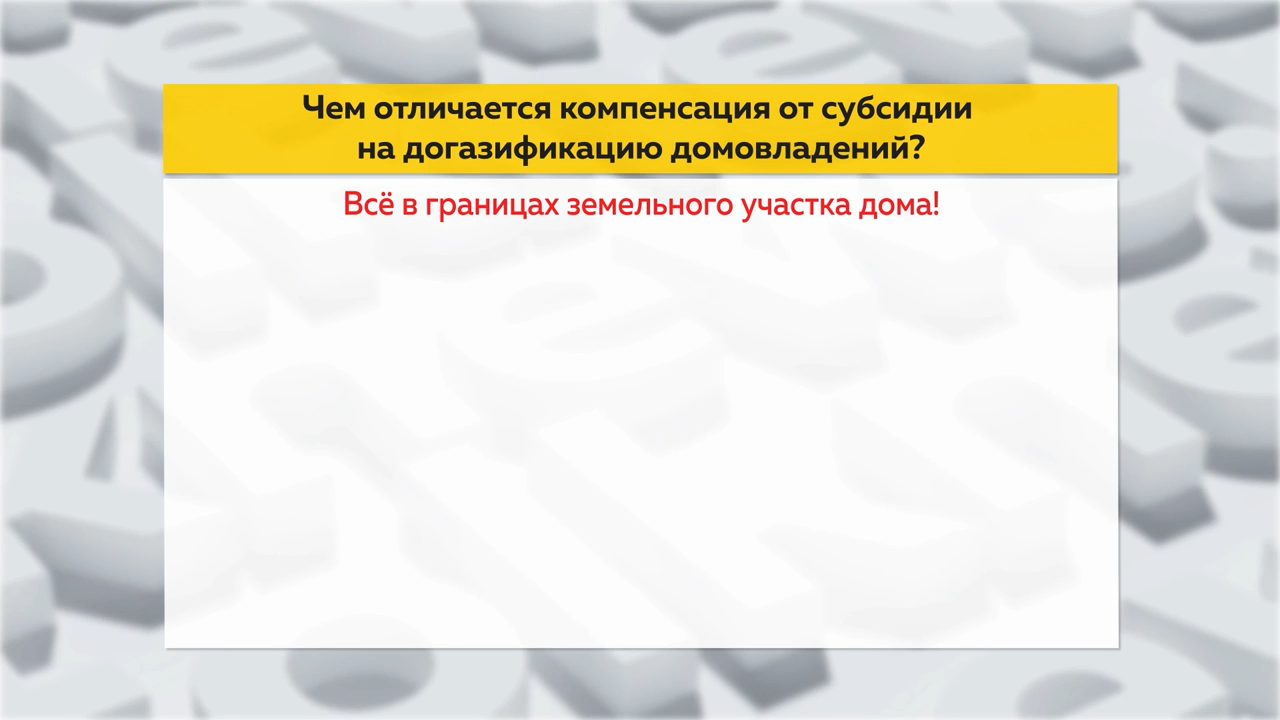 Чем отличается компенсация от субсидии
на догазификацию домовладений?
Всё в границах земельного участка дома!